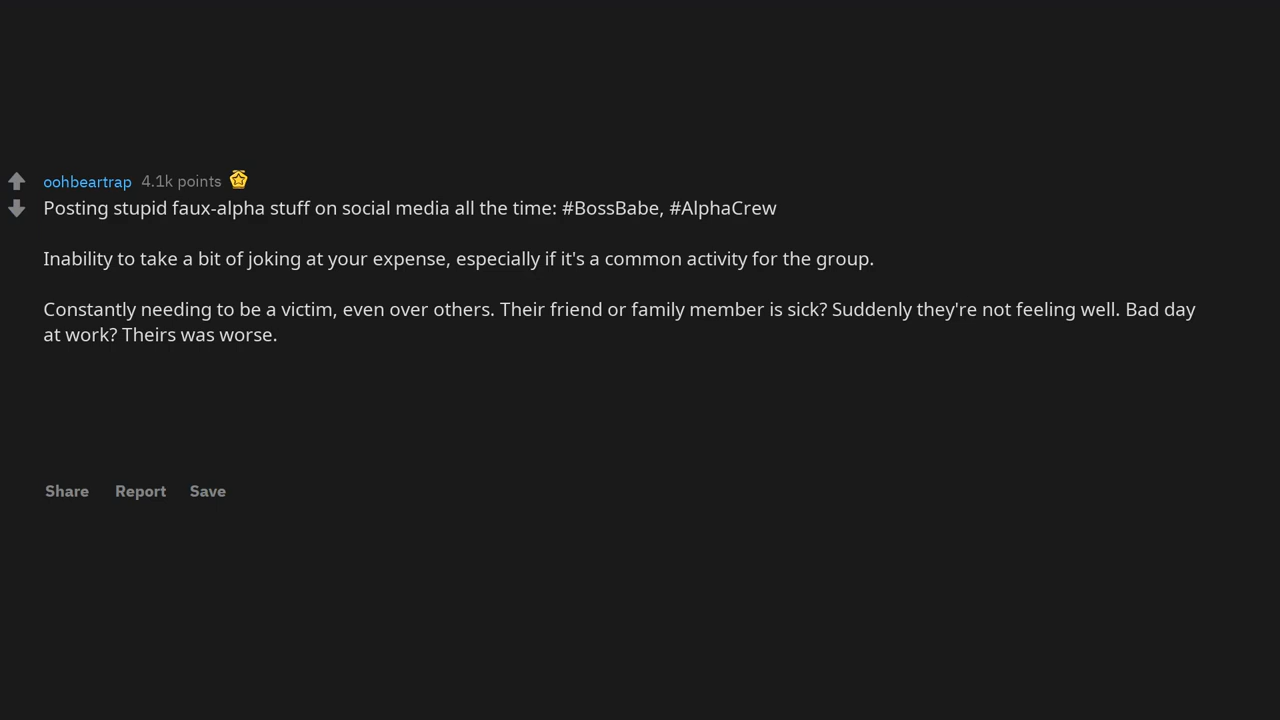 oohbeartrap 4.1k points
Posting stupid faux-alpha stuff on social media all the time: #BossBabe, #AlphaCrew
Inability to take a bit of joking at your expense, especially if it's a common activity for the group.
Constantly needing to be a victim, even over others. Their friend or family member is sick? Suddenly they're not feeling well. Bad day
at work? Theirs was worse.
Share Report Save